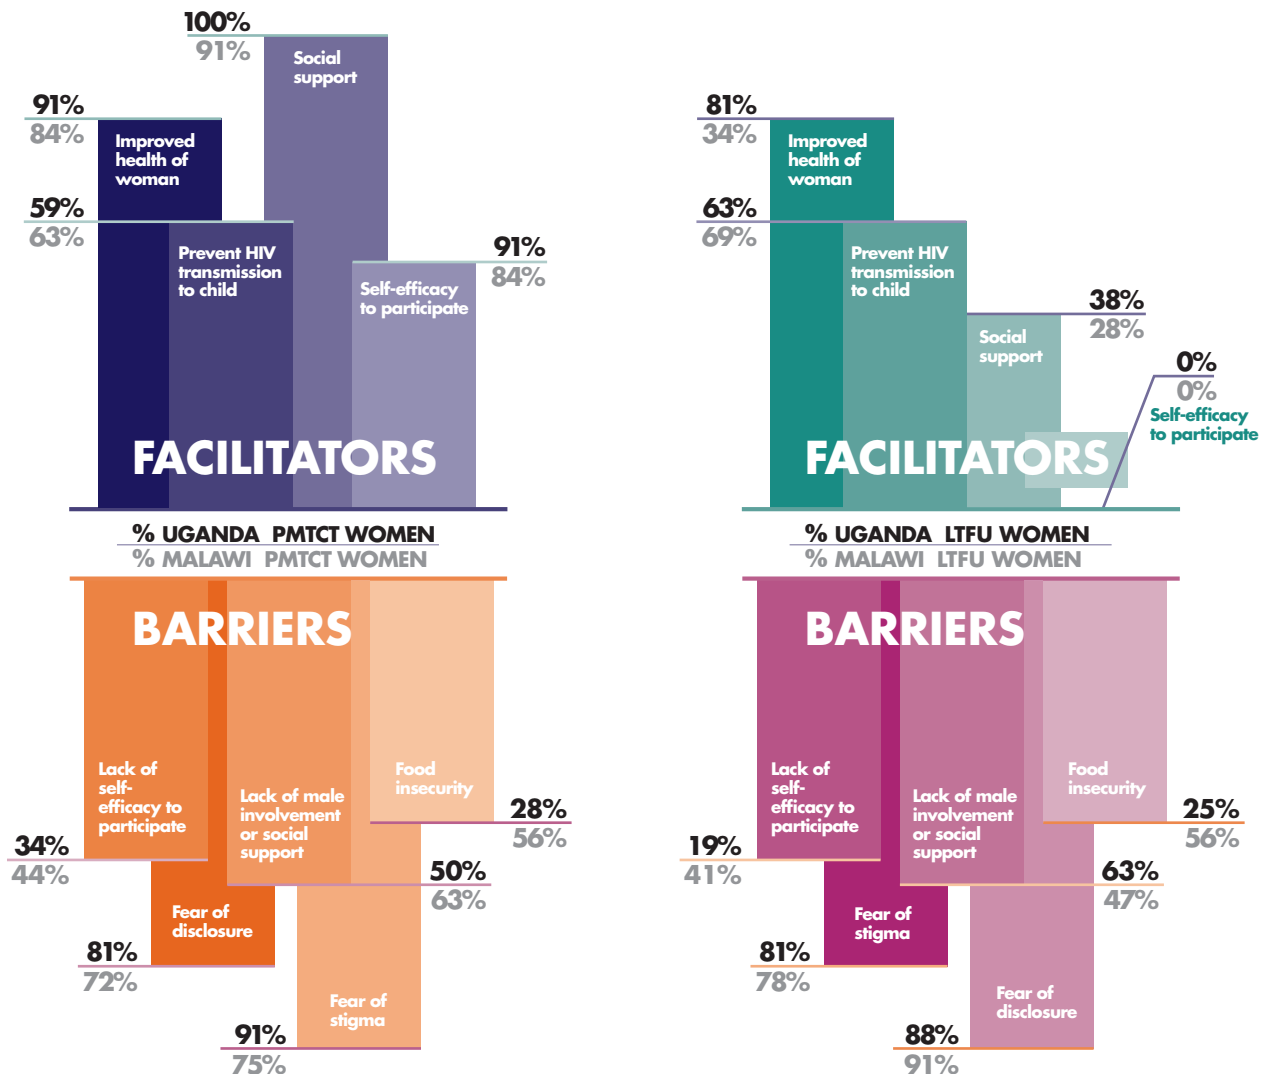 100%
91%
Social
support
91%
84%
Improved
health of
woman
59%
63%
Prevent HIV
transmission
to child
91%
84%
Self-efficacy
to participate
FACILITATORS
% UGANDA PMTCT WOMEN
% MALAWI PMTCT WOMEN
BARRIERS
Lack of
self-
efficacy to
participate
34%
44%
Fear of
disclosure
81%
72%
Lack of male
involvement
or social
support
50%
63%
Fear of
stigma
91%
75%
Food
insecurity
28%
56%
81%
34%
Improved
health of
woman
63%
69%
Prevent HIV
transmission
to child
38%
28%
Social
support
0%
0%
Self-efficacy
to participate
FACILITATORS
% UGANDA LTFU WOMEN
% MALAWI LTFU WOMEN
BARRIERS
Lack of
self-
efficacy to
participate
19%
41%
Fear of
stigma
81%
78%
Lack of male
involvement
or social
support
63%
47%
Fear of
disclosure
88%
91%
Food
insecurity
25%
56%